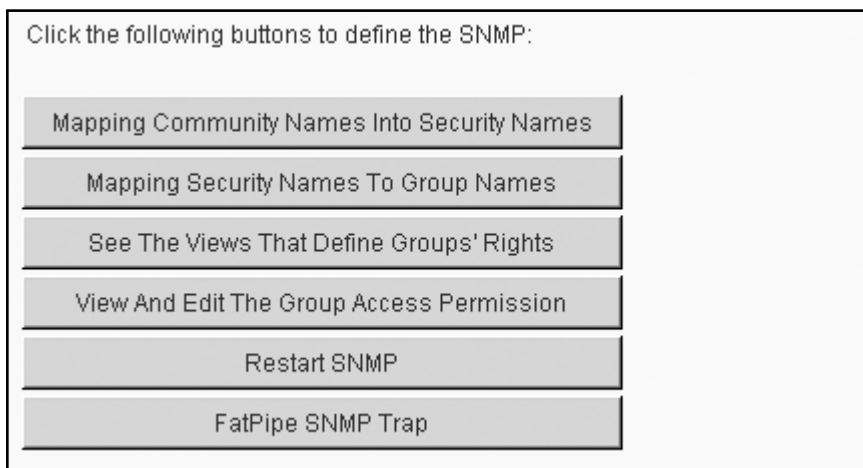 Click the following buttons to define the SNMP:
Mapping Community Names Into Security Names
Mapping Security Names To Group Names
See The Views That Define Groups' Rights
View And Edit The Group Access Permission
Restart SNMP
FatPipe SNMP Trap